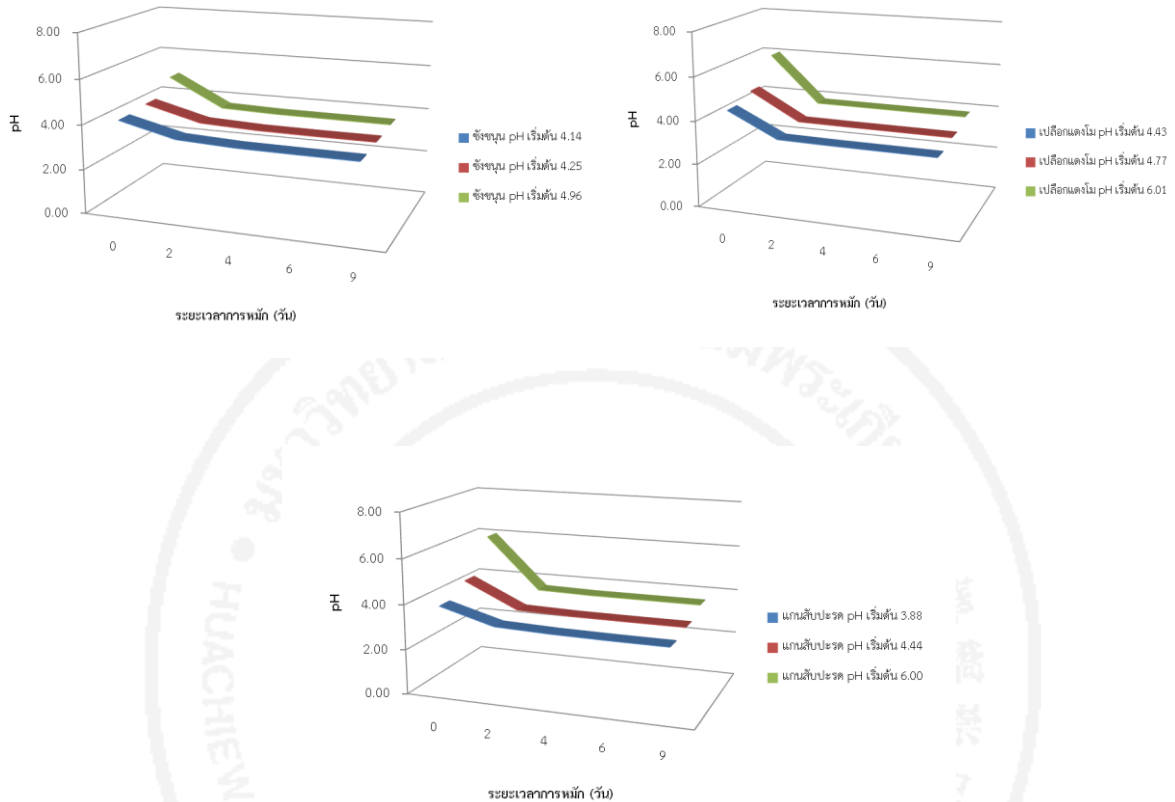 8.00
6.00
4.00
2.00
0.00
pH
0
2
4
6
9
ระยะเวลาการหมัก (วัน)
ซังขนุน pH เริ่มต้น 4.14
ซังขนุน pH เริ่มต้น 4.25
ซังขนุน pH เริ่มต้น 4.96
8.00
6.00
4.00
2.00
0.00
pH
0
2
4
6
9
ระยะเวลาการหมัก (วัน)
เปลือกแตงโม pH เริ่มต้น 4.43
เปลือกแตงโม pH เริ่มต้น 4.77
เปลือกแตงโม pH เริ่มต้น 6.01
8.00
6.00
4.00
2.00
0.00
pH
0
2
4
6
9
ระยะเวลาการหมัก (วัน)
แกนสับปะรด pH เริ่มต้น 3.88
แกนสับปะรด pH เริ่มต้น 4.44
แกนสับปะรด pH เริ่มต้น 6.00
HUACHIEW